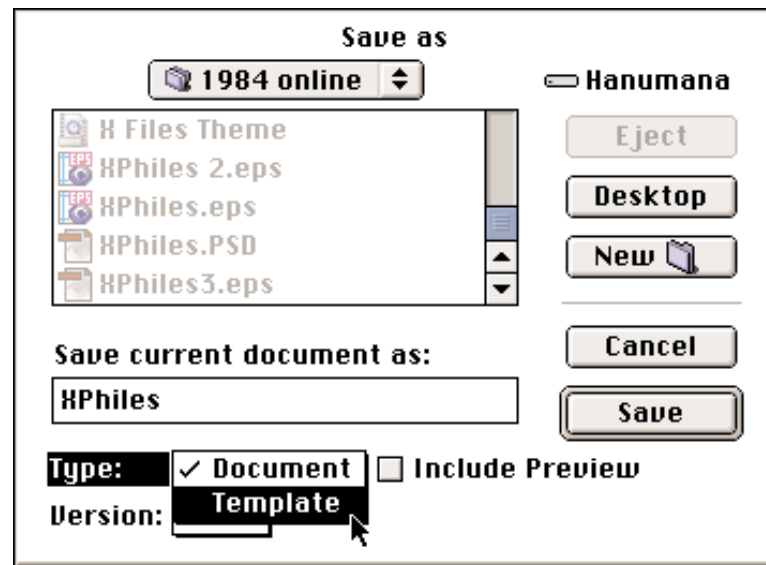 Save as
1984 online
Hanumana
X Files Theme
XPhiles 2.eps
XPhiles.eps
XPhiles.PSD
XPhiles3.eps
Eject
Desktop
New
Save current document as:
XPhiles
Cancel
Save
Type: ✓ Document Include Preview
Template
Version: